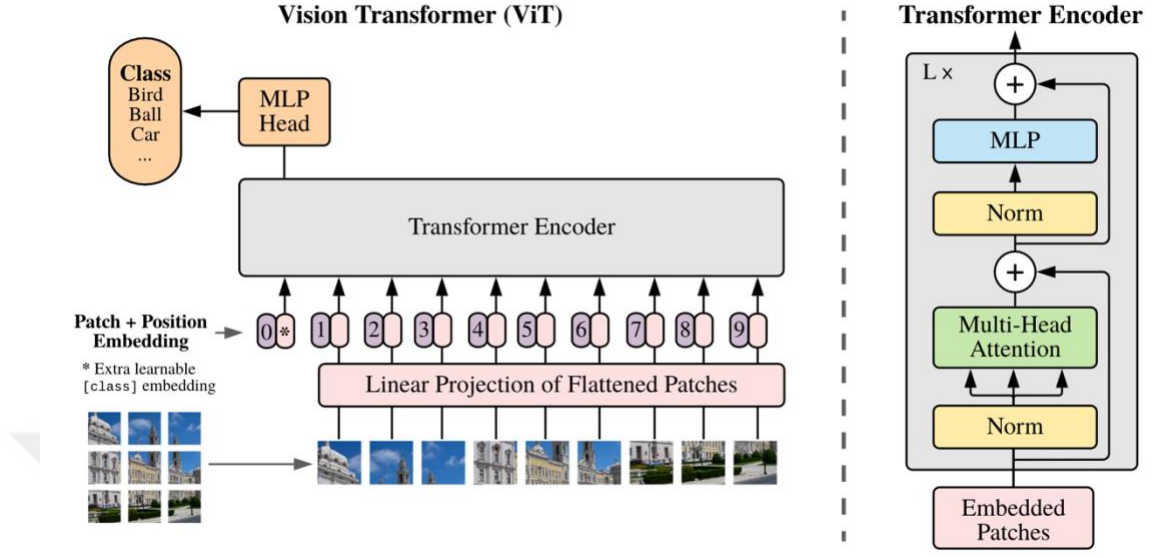 Vision Transformer (ViT)
Class
Bird
Ball
Car
...
MLP
Head
Transformer Encoder
Patch + Position
Embedding
* Extra learnable
[class] embedding
0 * 1 2 3 4 5 6 7 8 9
Linear Projection of Flattened Patches
Transformer Encoder
L ×
+
MLP
Norm
+
Multi-Head
Attention
Norm
Embedded
Patches